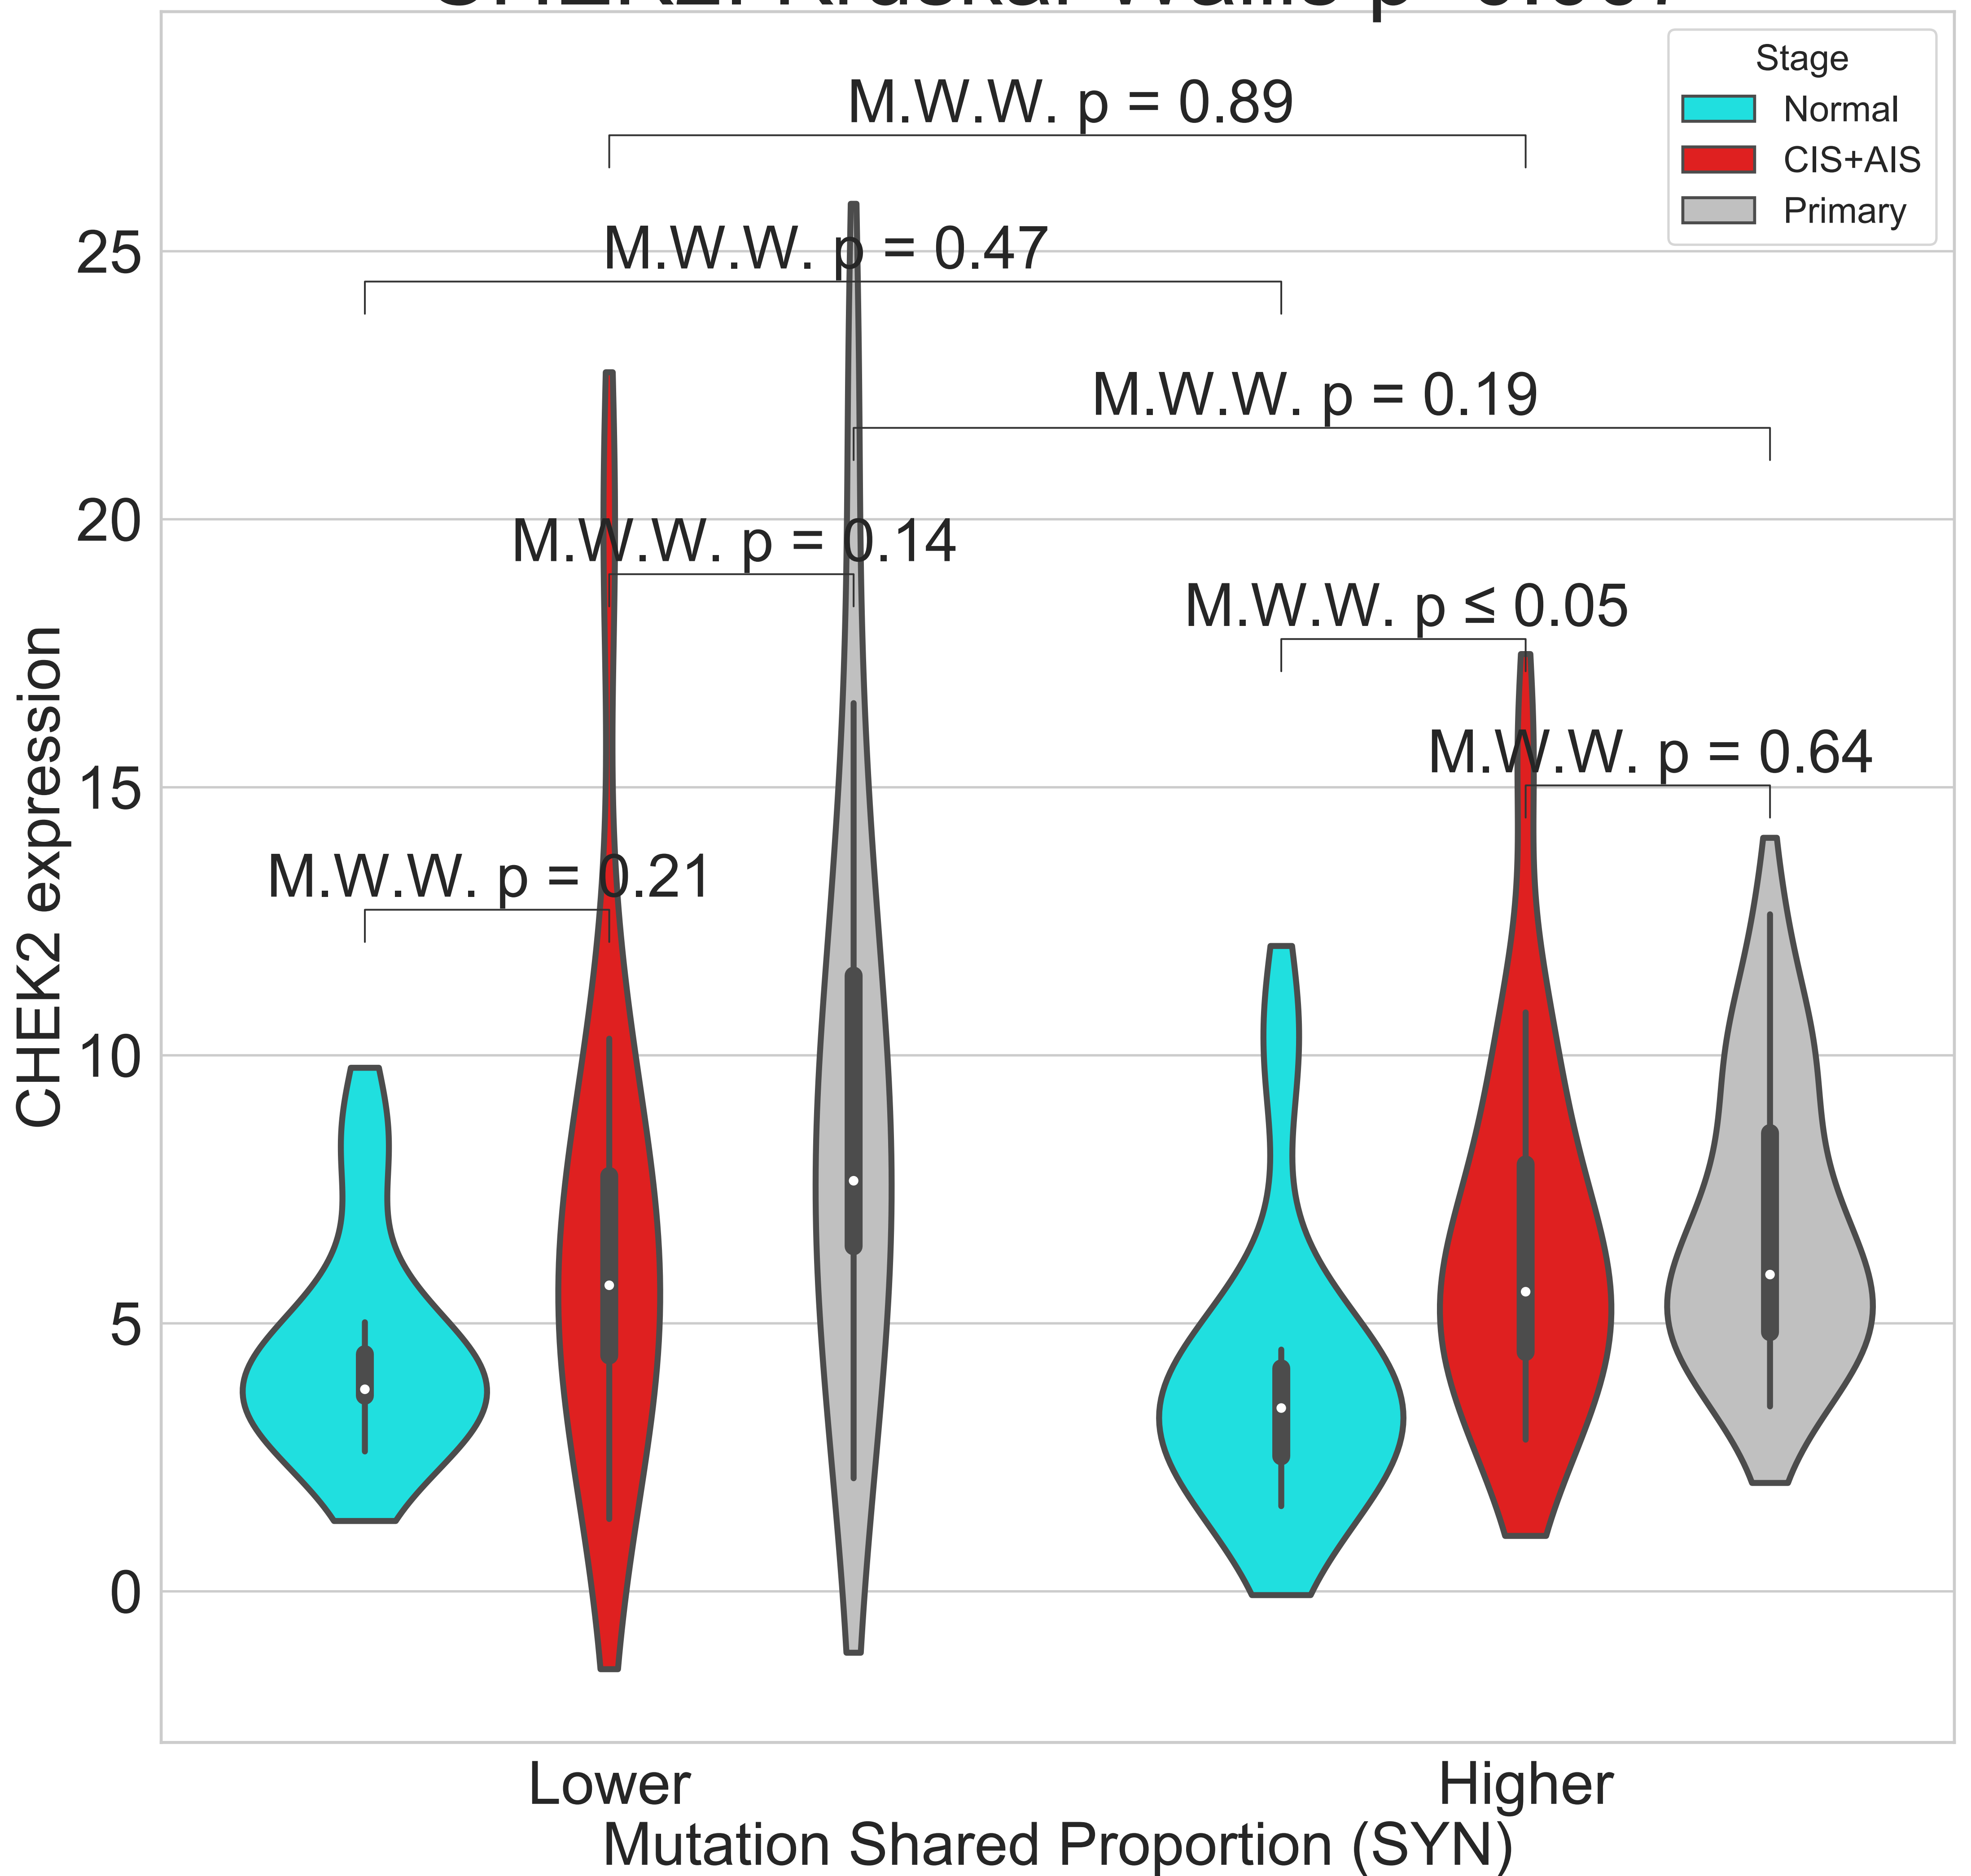 Stage
Normal
CIS+AIS
Primary
M.W.W. p = 0.89
M.W.W. p = 0.47
M.W.W. p = 0.19
M.W.W. p = 0.14
M.W.W. p ≤ 0.05
M.W.W. p = 0.64
M.W.W. p = 0.21
CHEK2 expression
25
20
15
10
5
0
Lower
Higher
Mutation Shared Proportion (SYN)